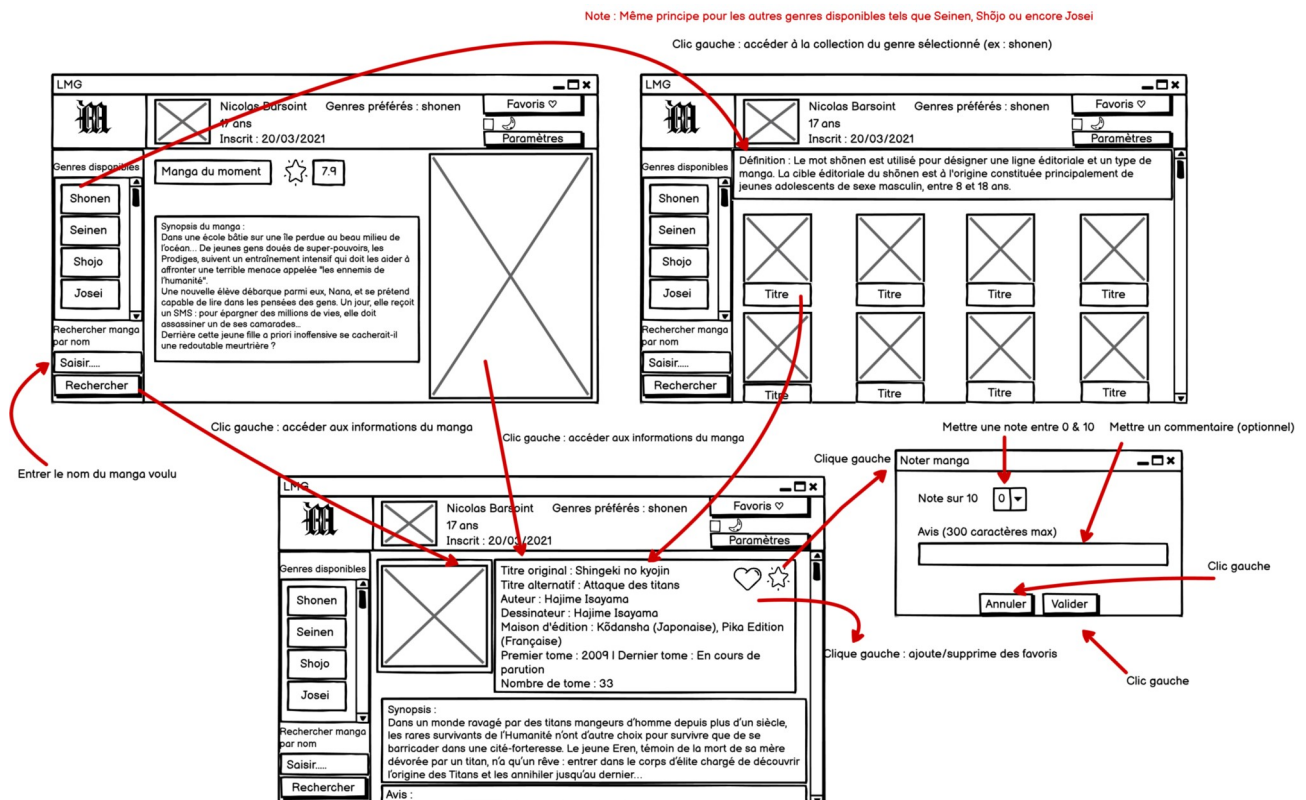 Note : Même principe pour les autres genres disponibles tels que Seinen, Shōjo ou encore Josei
Clic gauche : accéder à la collection du genre sélectionné (ex : shonen)
LMG
m
Nicolas Barsoint
Genres préférés : shonen
17 ans
Inscrit : 20/03/2021
Favoris ♡
Paramètres
Genres disponibles
Shonen
Seinen
Shojo
Josei
Rechercher manga
par nom
Saisir.....
Rechercher
Manga du moment
7.9
Synopsis du manga :
Dans une école bâtie sur une île perdue au beau milieu de
l'océan... De jeunes gens doués de super-pouvoirs, les
Prodiges, suivent un entraînement intensif qui doit les aider à
affronter une terrible menace appelée "les ennemis de
l'humanité".
Une nouvelle élève débarque parmi eux, Nana, et se prétend
capable de lire dans les pensées des gens. Un jour, elle reçoit
un SMS : pour épargner des millions de vies, elle doit
assassiner un de ses camarades...
Derrière cette jeune fille a priori inoffensive se cacherait-il
une redoutable meurtrière ?
LMG
m
Nicolas Barsoint
Genres préférés : shonen
17 ans
Inscrit : 20/03/2021
Favoris ♡
Paramètres
Genres disponibles
Shonen
Seinen
Shojo
Josei
Rechercher manga
par nom
Saisir.....
Rechercher
Définition : Le mot shōnen est utilisé pour désigner une ligne éditoriale et un type de
manga. La cible éditoriale du shōnen est à l'origine constituée principalement de
jeunes adolescents de sexe masculin, entre 8 et 18 ans.
Titre
Titre
Titre
Titre
Titre
Titre
Titre
Titre
Entrer le nom du manga voulu
Clic gauche : accéder aux informations du manga
Clic gauche : accéder aux informations du manga
Clique gauche
Mettre une note entre 0 & 10
Mettre un commentaire (optionnel)
Noter manga
Note sur 10
0
Avis (300 caractères max)
Annuler
Valider
Clic gauche
Clic gauche
Clique gauche : ajoute/supprime des favoris
LMG
m
Nicolas Barsoint
Genres préférés : shonen
17 ans
Inscrit : 20/03/2021
Favoris ♡
Paramètres
Genres disponibles
Shonen
Seinen
Shojo
Josei
Rechercher manga
par nom
Saisir.....
Rechercher
Titre original : Shingeki no kyojin
Titre alternatif : Attaque des titans
Auteur : Hajime Isayama
Dessinateur : Hajime Isayama
Maison d'édition : Kōdansha (Japonaise), Pika Edition
(Française)
Premier tome : 2009 | Dernier tome : En cours de
parution
Nombre de tome : 33
Synopsis :
Dans un monde ravagé par des titans mangeurs d'homme depuis plus d'un siècle,
les rares survivants de l'Humanité n'ont d'autre choix pour survivre que de se
barricader dans une cité-forteresse. Le jeune Eren, témoin de la mort de sa mère
dévorée par un titan, n'a qu'un rêve : entrer dans le corps d'élite chargé de découvrir
l'origine des Titans et les annihiler jusqu'au dernier...
Avis :